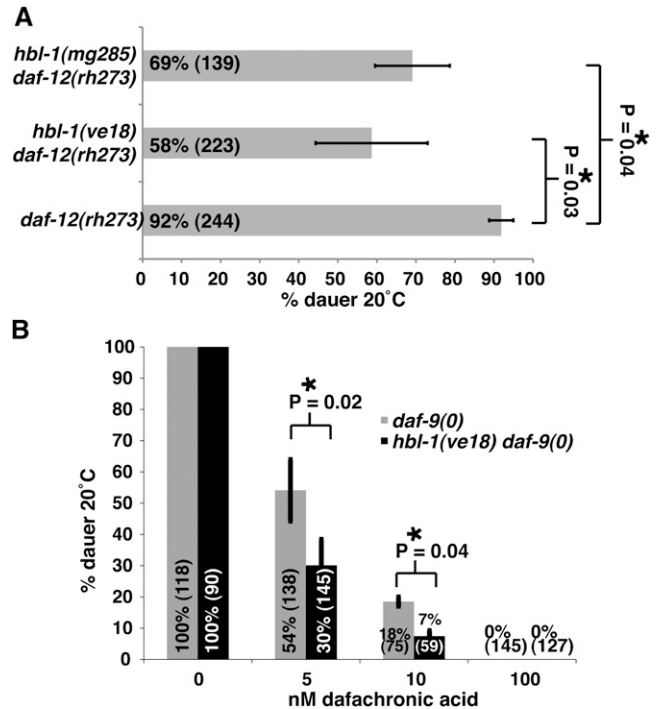 A
hbl-1(mg285)
daf-12(rh273)
69% (139)
hbl-1(ve18)
daf-12(rh273)
58% (223)
daf-12(rh273)
92% (244)
*
P = 0.04
*
P = 0.03
0 10 20 30 40 50 60 70 80 90 100
% dauer 20˚C
B
% dauer 20˚C
100
90
80
70
60
50
40
30
20
10
0
*
P = 0.02
daf-9(0)
hbl-1(ve18) daf-9(0)
*
P = 0.04
100% (118)
100% (90)
54% (138)
30% (145)
18%
(75)
7%
(59)
0% 0%
(145) (127)
0 5 10 100
nM dafachronic acid